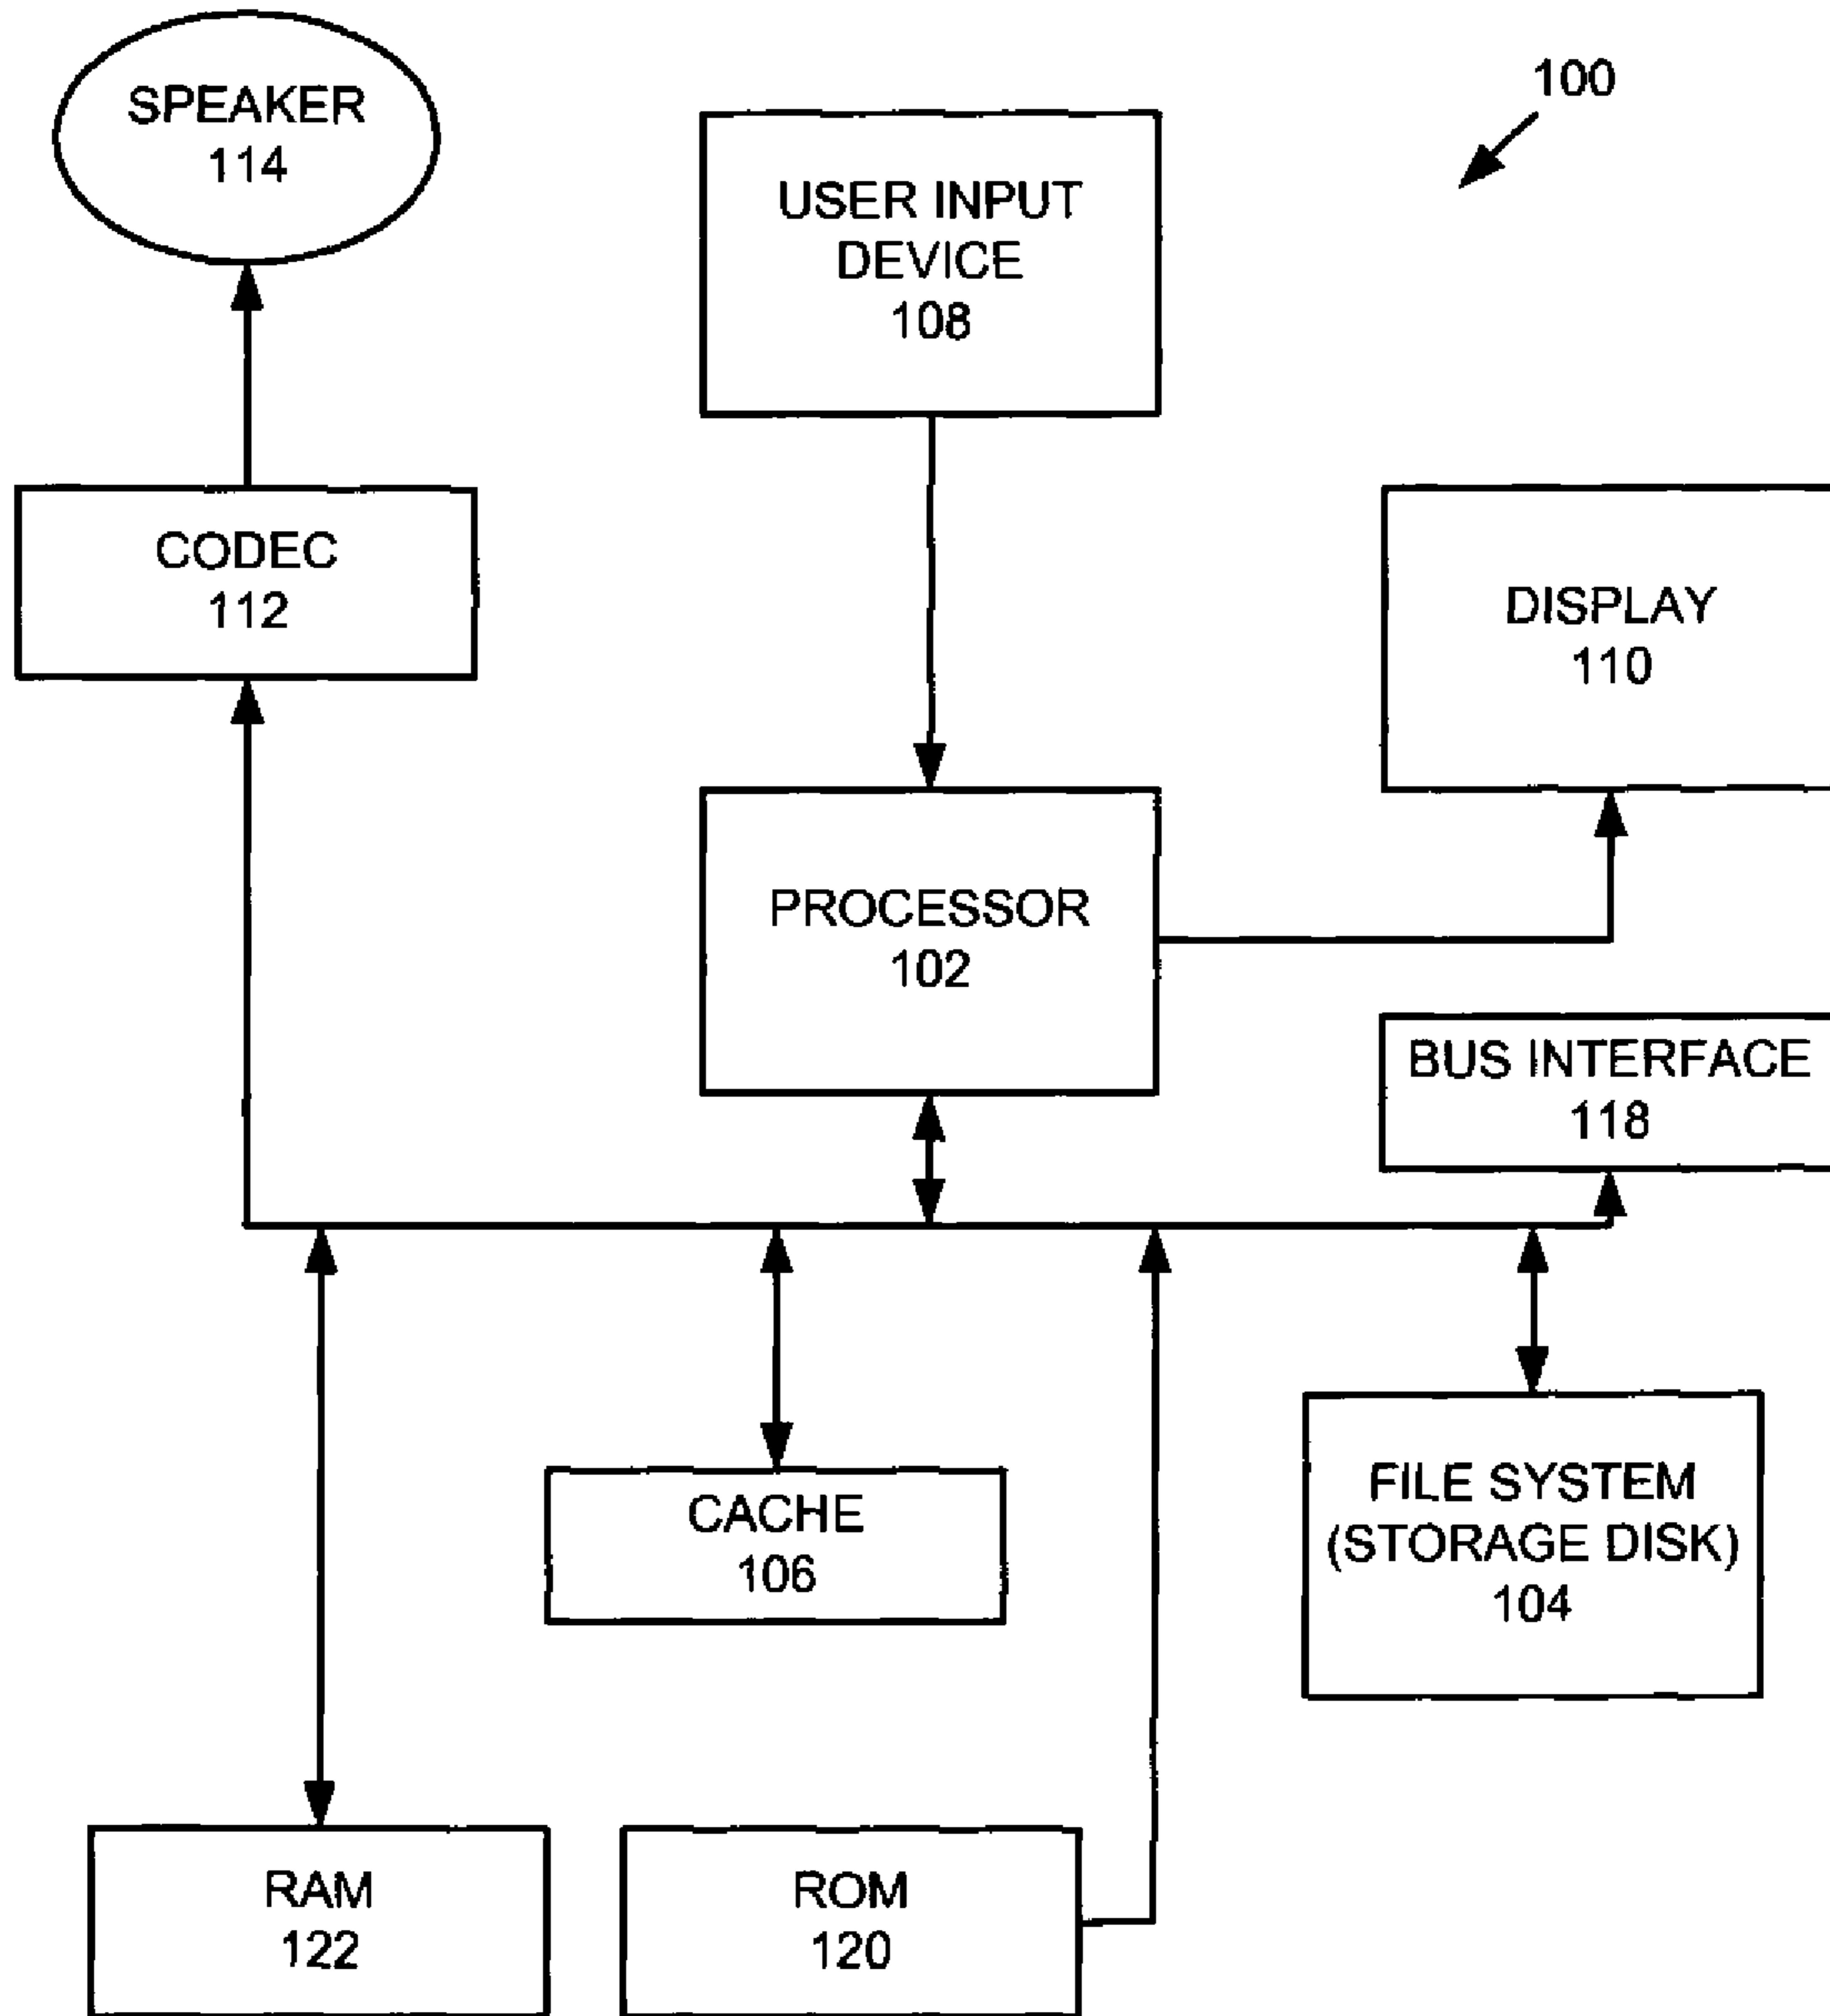 SPEAKER
114
100
USER INPUT
DEVICE
108
CODEC
112
DISPLAY
110
PROCESSOR
102
BUS INTERFACE
118
CACHE
106
FILE SYSTEM
(STORAGE DISK)
104
RAM
122
ROM
120